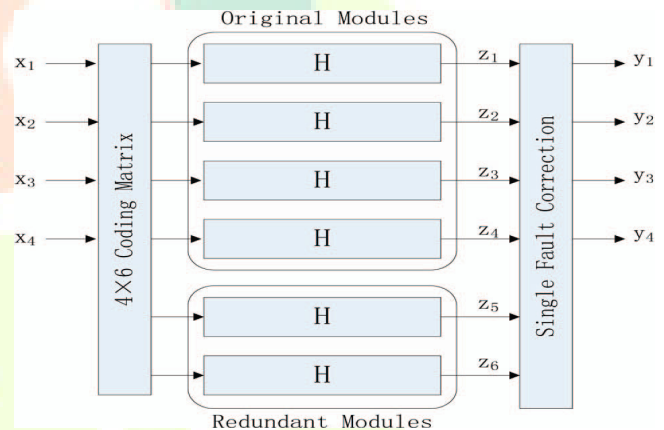 Original Modules
x₁
x₂
x₃
x₄
4×6 Coding Matrix
H
H
H
H
H
H
z₁
z₂
z₃
z₄
z₅
z₆
Single Fault Correction
y₁
y₂
y₃
y₄
Redundant Modules